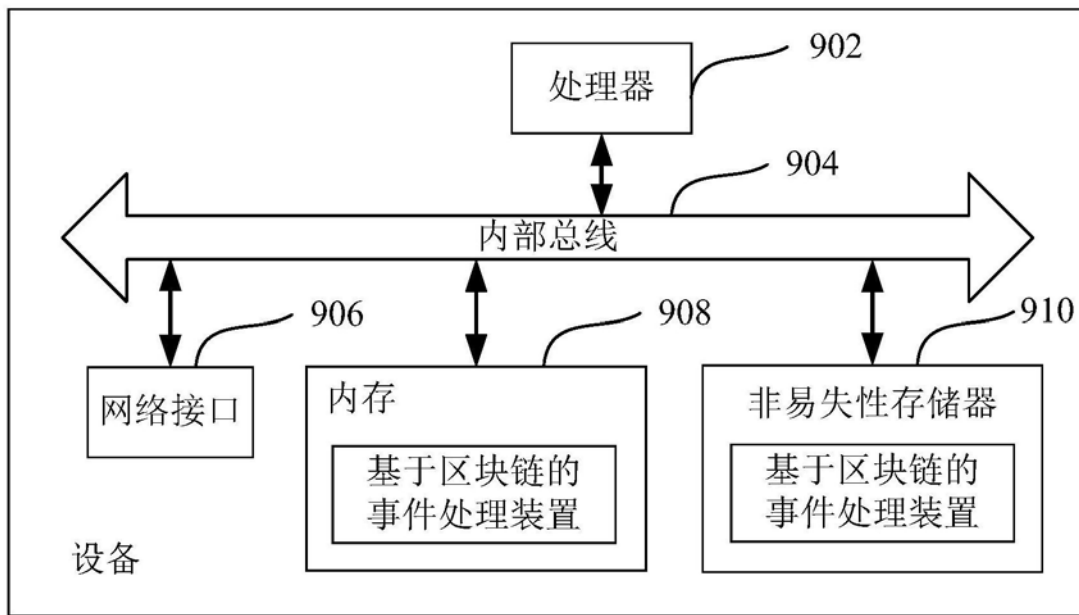 902
处理器
904
内部总线
906
908
910
网络接口
内存
非易失性存储器
基于区块链的
事件处理装置
基于区块链的
事件处理装置
设备